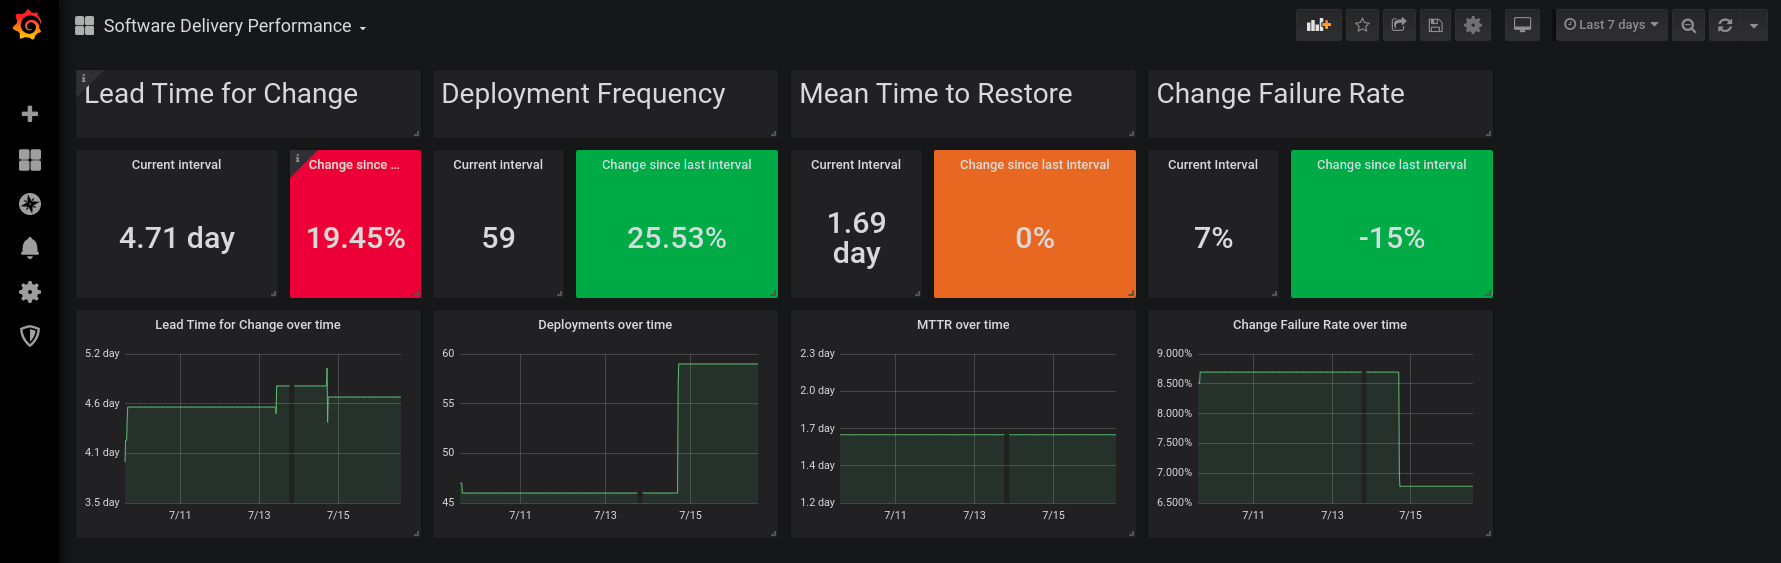 Software Delivery Performance
Last 7 days
Lead Time for Change
Deployment Frequency
Mean Time to Restore
Change Failure Rate
Current interval
4.71 day
Change since ...
19.45%
Current interval
59
Change since last interval
25.53%
Current Interval
1.69
day
Change since last interval
0%
Current Interval
7%
Change since last interval
-15%
Lead Time for Change over time
5.2 day
4.6 day
4.1 day
3.5 day
7/11 7/13 7/15
Deployments over time
60
55
50
45
7/11 7/13 7/15
MTTR over time
2.3 day
2.0 day
1.7 day
1.4 day
1.2 day
7/11 7/13 7/15
Change Failure Rate over time
9.000%
8.500%
8.000%
7.500%
7.000%
6.500%
7/11 7/13 7/15